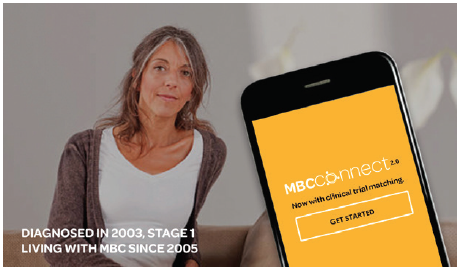 DIAGNOSED IN 2003, STAGE 1
LIVING WITH MBC SINCE 2005
MBCconnect 2.0
Now with clinical trial matching.
GET STARTED